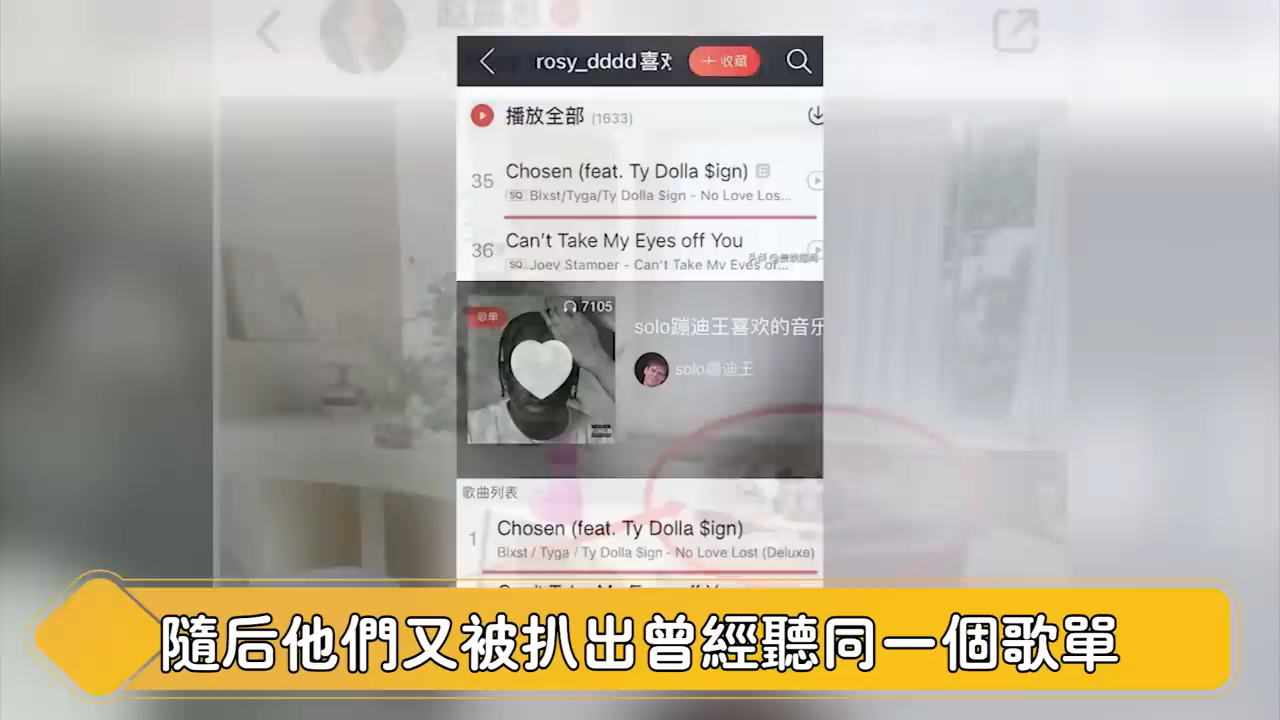 rosy_dddd喜欢
+ 收藏
播放全部 (1633)
35
Chosen (feat. Ty Dolla $ign)
SQ Blxst/Tyga/Ty Dolla $ign - No Love Los...
36
Can't Take My Eyes off You
SQ Joey Stamper - Can't Take My Eyes of...
歌單
7105
solo蹦迪王喜欢的音乐
solo蹦迪王
歌曲列表
1
Chosen (feat. Ty Dolla $ign)
Blxst / Tyga / Ty Dolla $ign - No Love Lost (Deluxe)
隨后他們又被扒出曾經聽同一個歌單